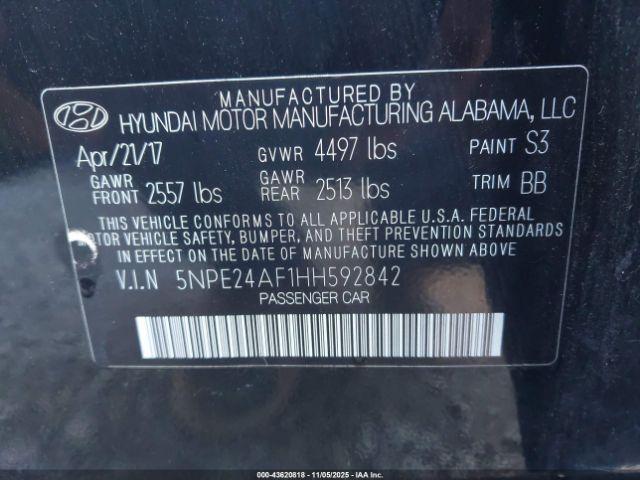 MANUFACTURED BY
HYUNDAI MOTOR MANUFACTURING ALABAMA, LLC
Apr/21/17 GVWR 4497 lbs PAINT S3
GAWR FRONT 2557 lbs GAWR REAR 2513 lbs TRIM BB
THIS VEHICLE CONFORMS TO ALL APPLICABLE U.S.A. FEDERAL
MOTOR VEHICLE SAFETY, BUMPER, AND THEFT PREVENTION STANDARDS
IN EFFECT ON THE DATE OF MANUFACTURE SHOWN ABOVE.
V.I.N 5NPE24AF1HH592842
PASSENGER CAR
000-43620818 - 11/05/2025 - IAAI.CA